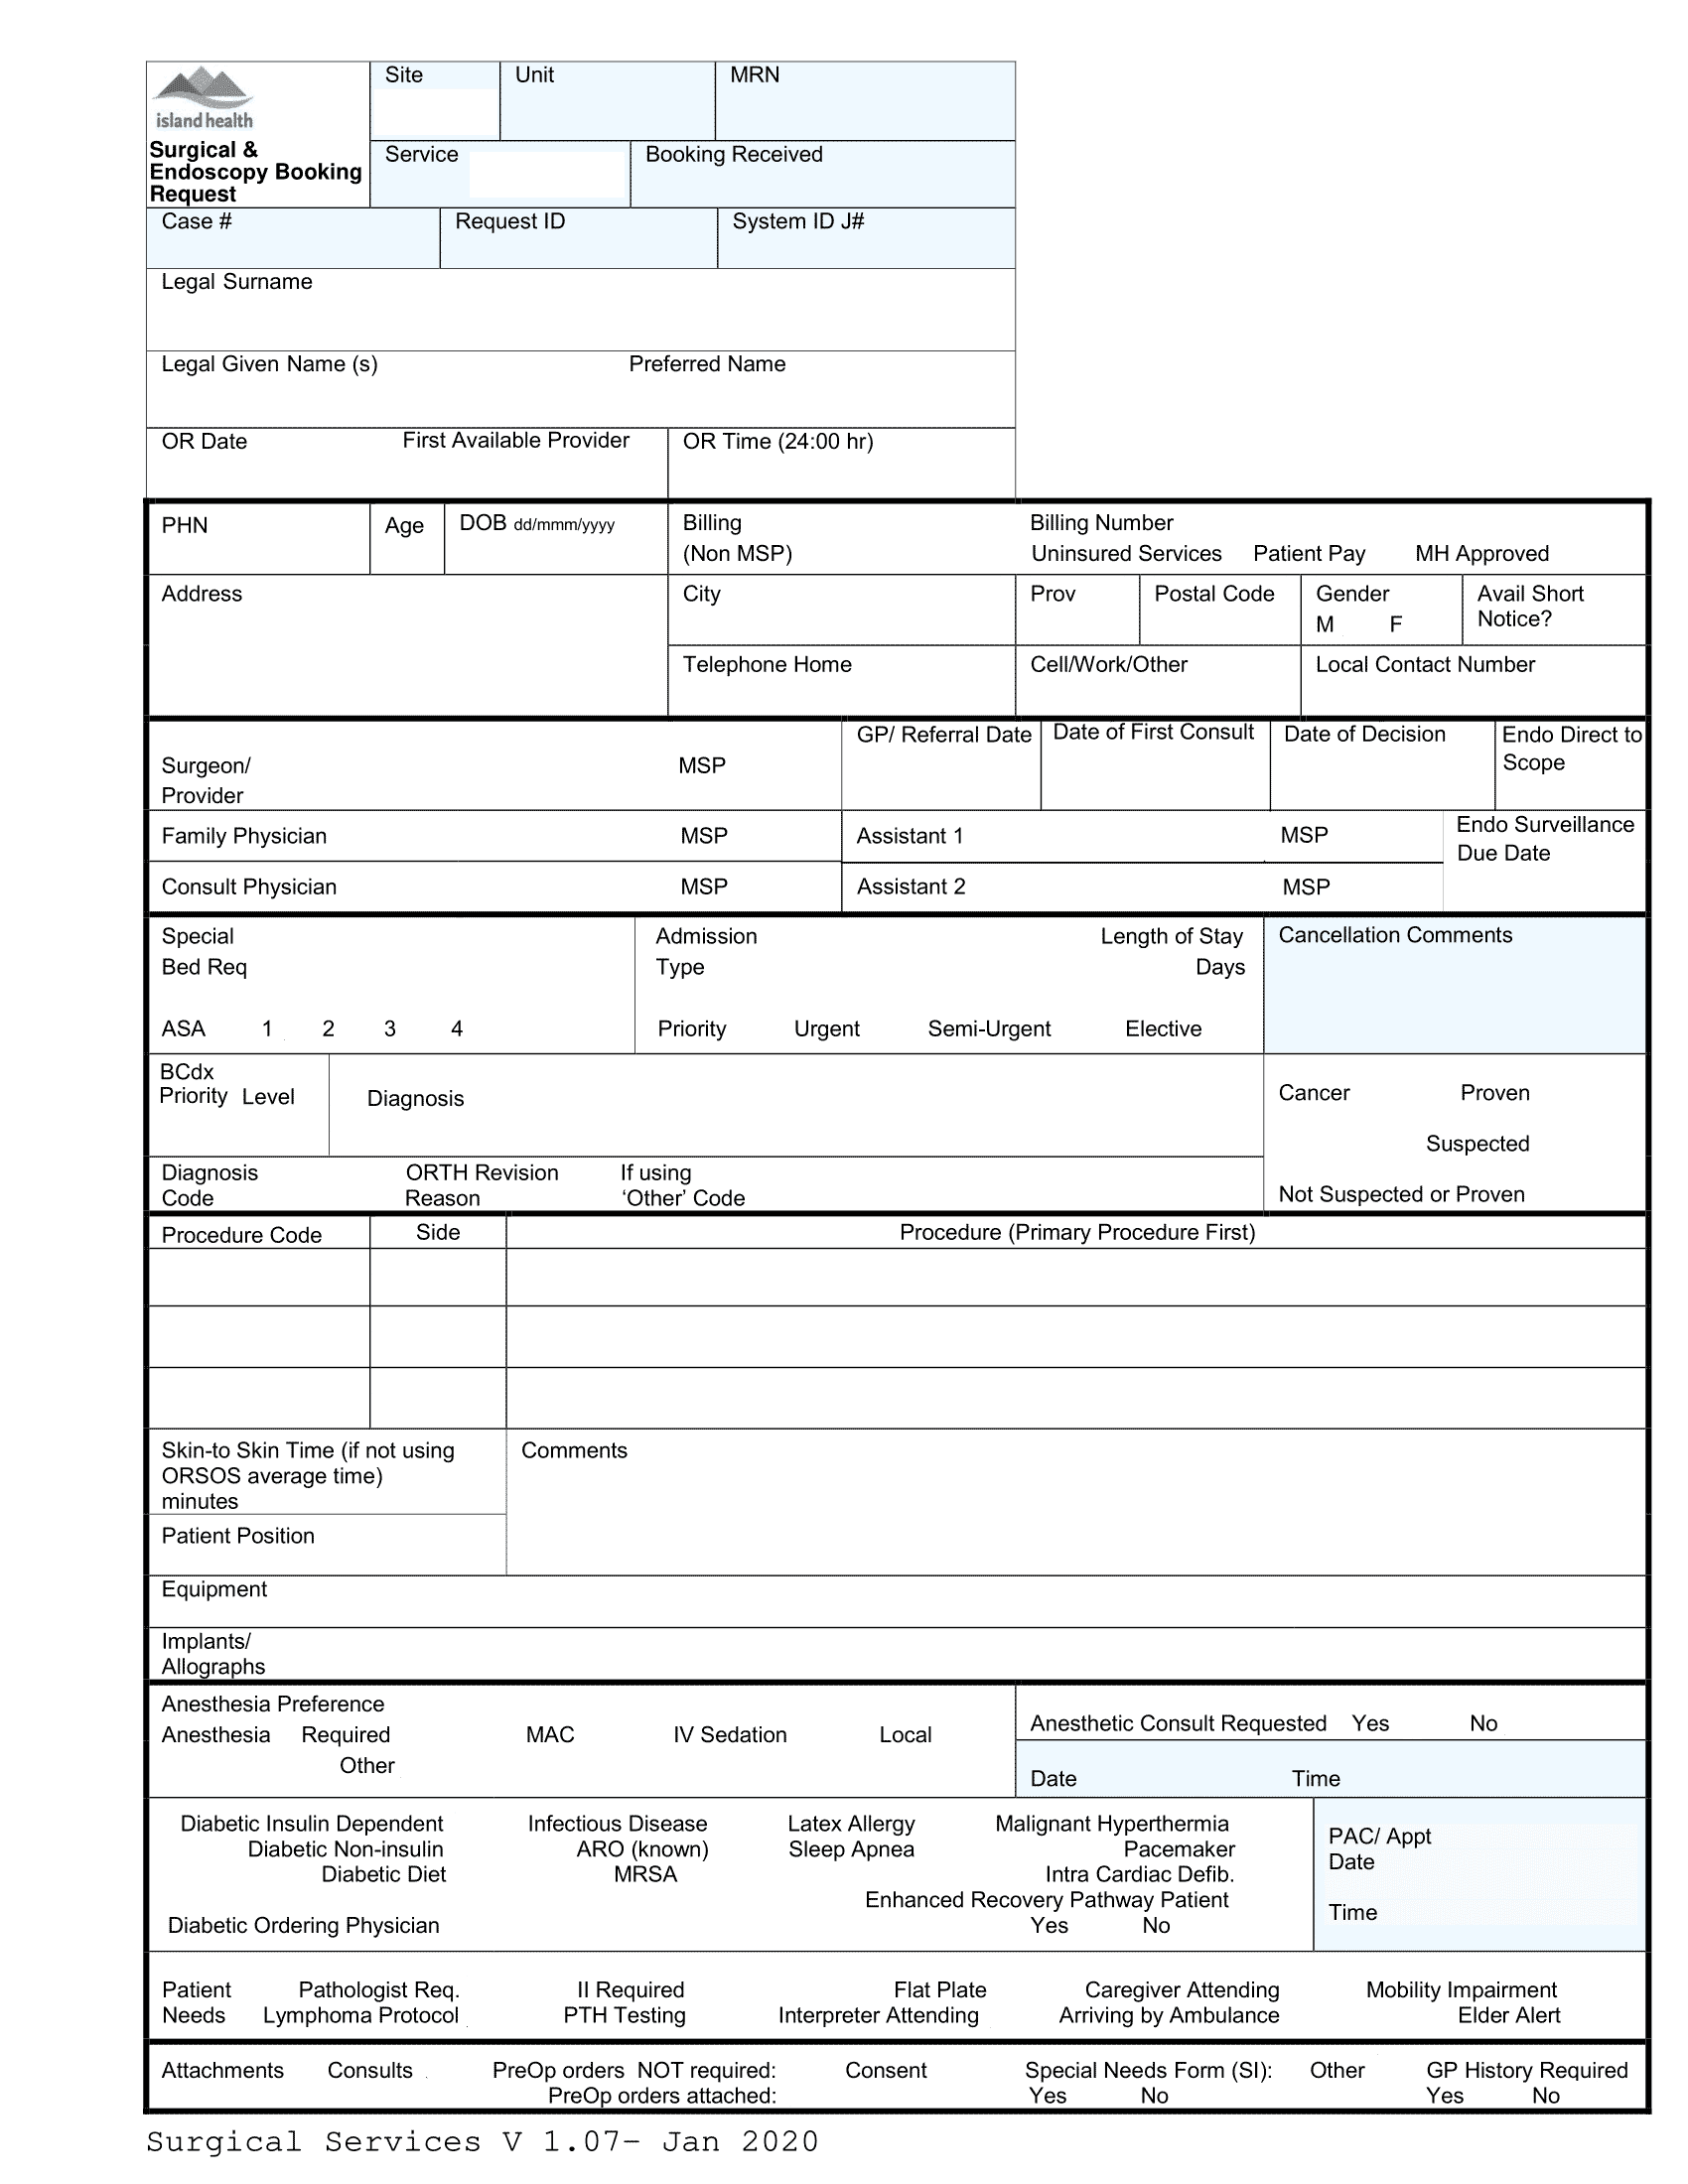 island health
Surgical &
Endoscopy Booking
Request
Site Unit MRN
Service Booking Received
Case # Request ID System ID J#
Legal Surname
Legal Given Name (s) Preferred Name
OR Date First Available Provider OR Time (24:00 hr)
PHN Age DOB dd/mmm/yyyy Billing Billing Number
(Non MSP) Uninsured Services Patient Pay MH Approved
Address City Prov Postal Code Gender Avail Short
Notice?
M F
Telephone Home Cell/Work/Other Local Contact Number
GP/ Referral Date Date of First Consult Date of Decision Endo Direct to
Scope
Surgeon/ MSP
Provider
Family Physician MSP Assistant 1 MSP Endo Surveillance
Due Date
Consult Physician MSP Assistant 2 MSP
Special Admission Length of Stay Cancellation Comments
Bed Req Type Days
ASA 1 2 3 4 Priority Urgent Semi-Urgent Elective
BCdx
Priority Level Diagnosis Cancer Proven
Suspected
Diagnosis ORTH Revision If using
Code Reason ‘Other’ Code Not Suspected or Proven
Procedure Code Side Procedure (Primary Procedure First)
Skin-to Skin Time (if not using Comments
ORSOS average time)
minutes
Patient Position
Equipment
Implants/
Allographs
Anesthesia Preference
Anesthetic Consult Requested Yes No
Anesthesia Required MAC IV Sedation Local
Other
Date Time
Diabetic Insulin Dependent Infectious Disease Latex Allergy Malignant Hyperthermia
Diabetic Non-insulin ARO (known) Sleep Apnea Pacemaker
Diabetic Diet MRSA Intra Cardiac Defib.
Enhanced Recovery Pathway Patient
Diabetic Ordering Physician Yes No
PAC/ Appt
Date
Time
Patient Pathologist Req. II Required Flat Plate Caregiver Attending Mobility Impairment
Needs Lymphoma Protocol PTH Testing Interpreter Attending Arriving by Ambulance Elder Alert
Attachments Consults PreOp orders NOT required: Consent Special Needs Form (SI): Other GP History Required
PreOp orders attached: Yes No Yes No
Surgical Services V 1.07- Jan 2020